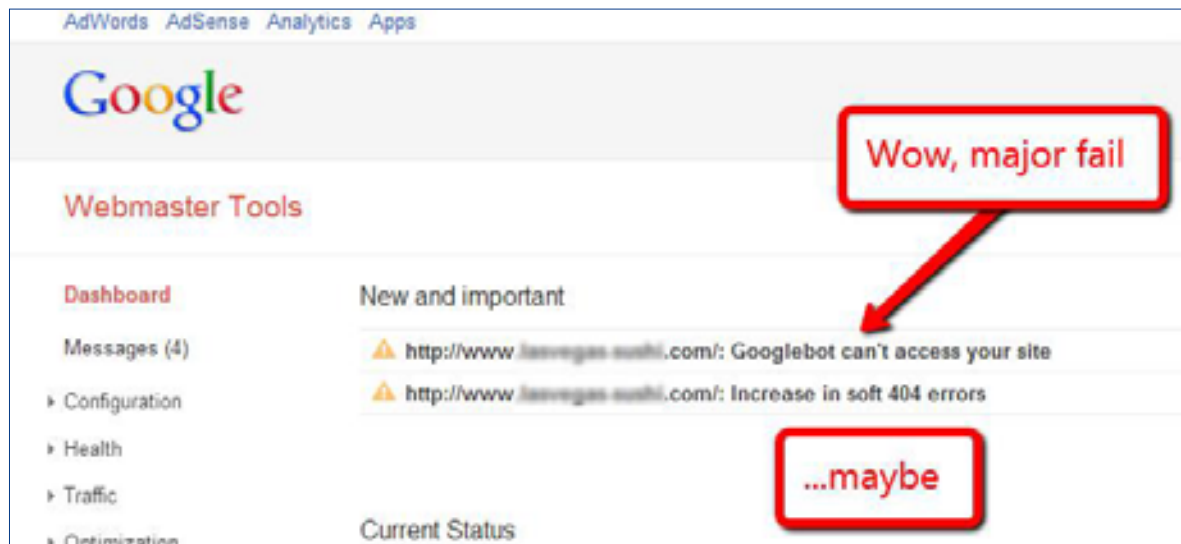 AdWords AdSense Analytics Apps
Google
Wow, major fail
Webmaster Tools
Dashboard
New and important
Messages (4)
http://www. .com/: Googlebot can't access your site
Configuration
http://www. .com/: Increase in soft 404 errors
Health
...maybe
Traffic
Current Status
Optimization